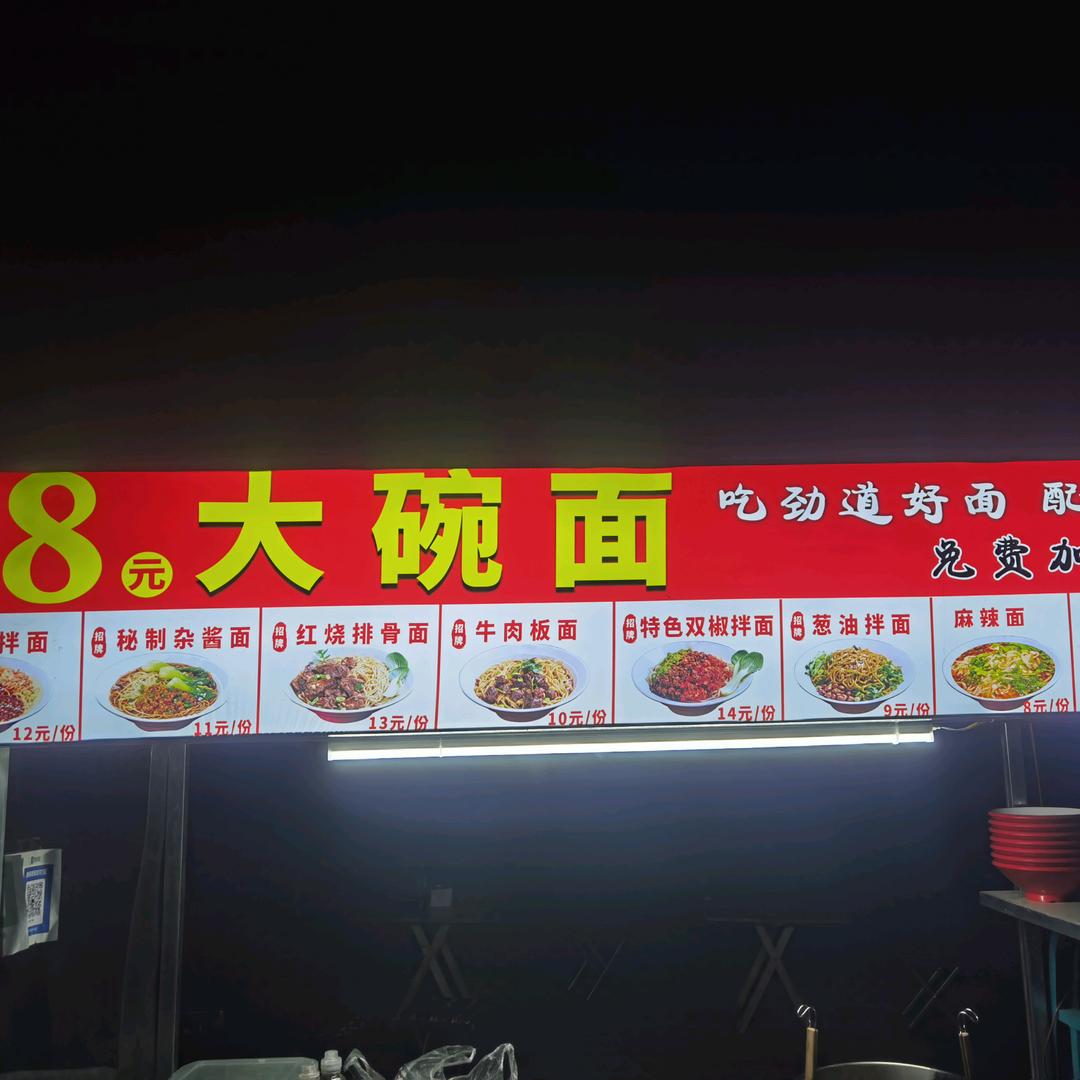 8元 大碗面
吃劲道好面 配
免费加
拌面
12元/份
招牌 秘制杂酱面
11元/份
招牌 红烧排骨面
13元/份
招牌 牛肉板面
10元/份
招牌 特色双椒拌面
14元/份
招牌 葱油拌面
9元/份
麻辣面
8元/份